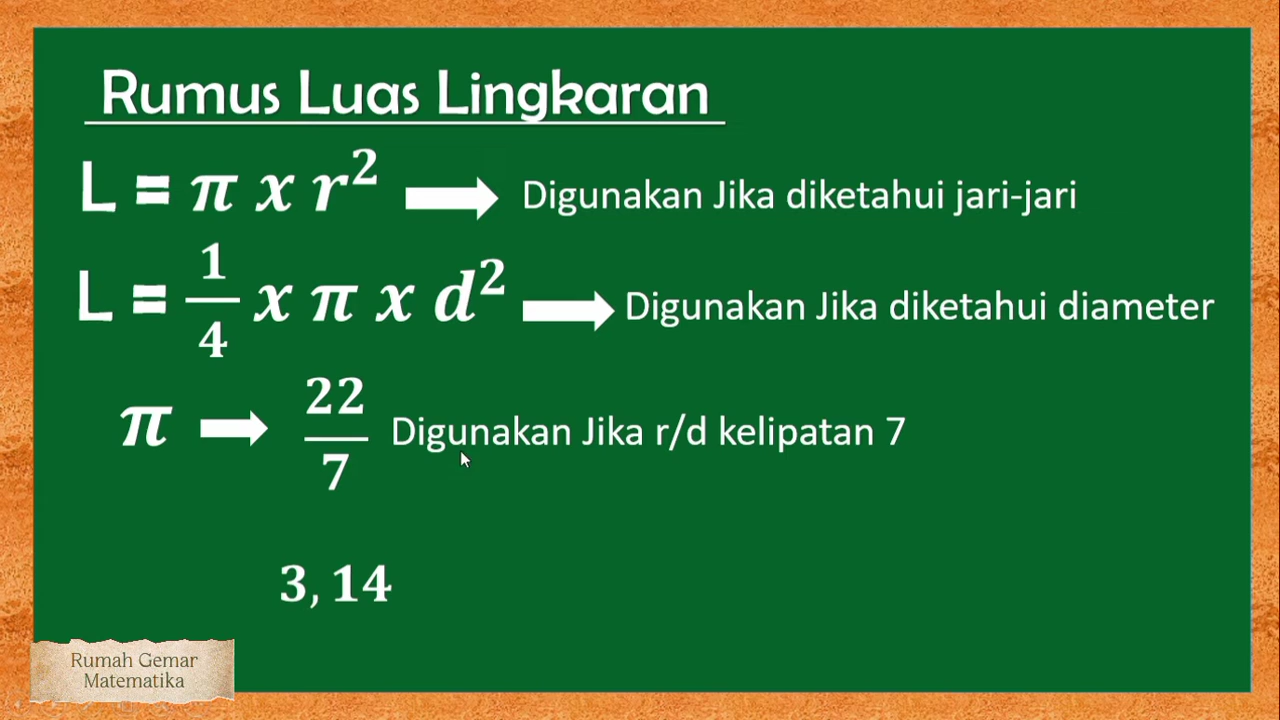 Rumus Luas Lingkaran
L = π x r² Digunakan Jika diketahui jari-jari
L = 1/4 x π x d² Digunakan Jika diketahui diameter
π 22/7 Digunakan Jika r/d kelipatan 7
3,14
Rumah Gemar
Matematika